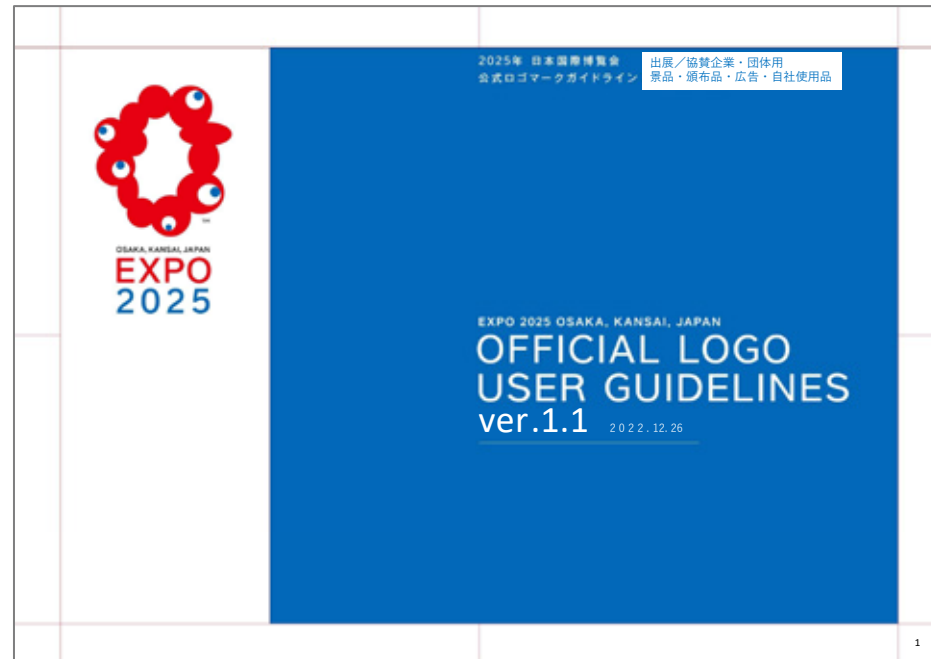 2025年 日本国際博覧会
公式ロゴマークガイドライン
出展／協賛企業・団体用
景品・頒布品・広告・自社使用品
TM
OSAKA, KANSAI, JAPAN
EXPO
2025
EXPO 2025 OSAKA, KANSAI, JAPAN
OFFICIAL LOGO
USER GUIDELINES
ver.1.1 2022.12.26
1